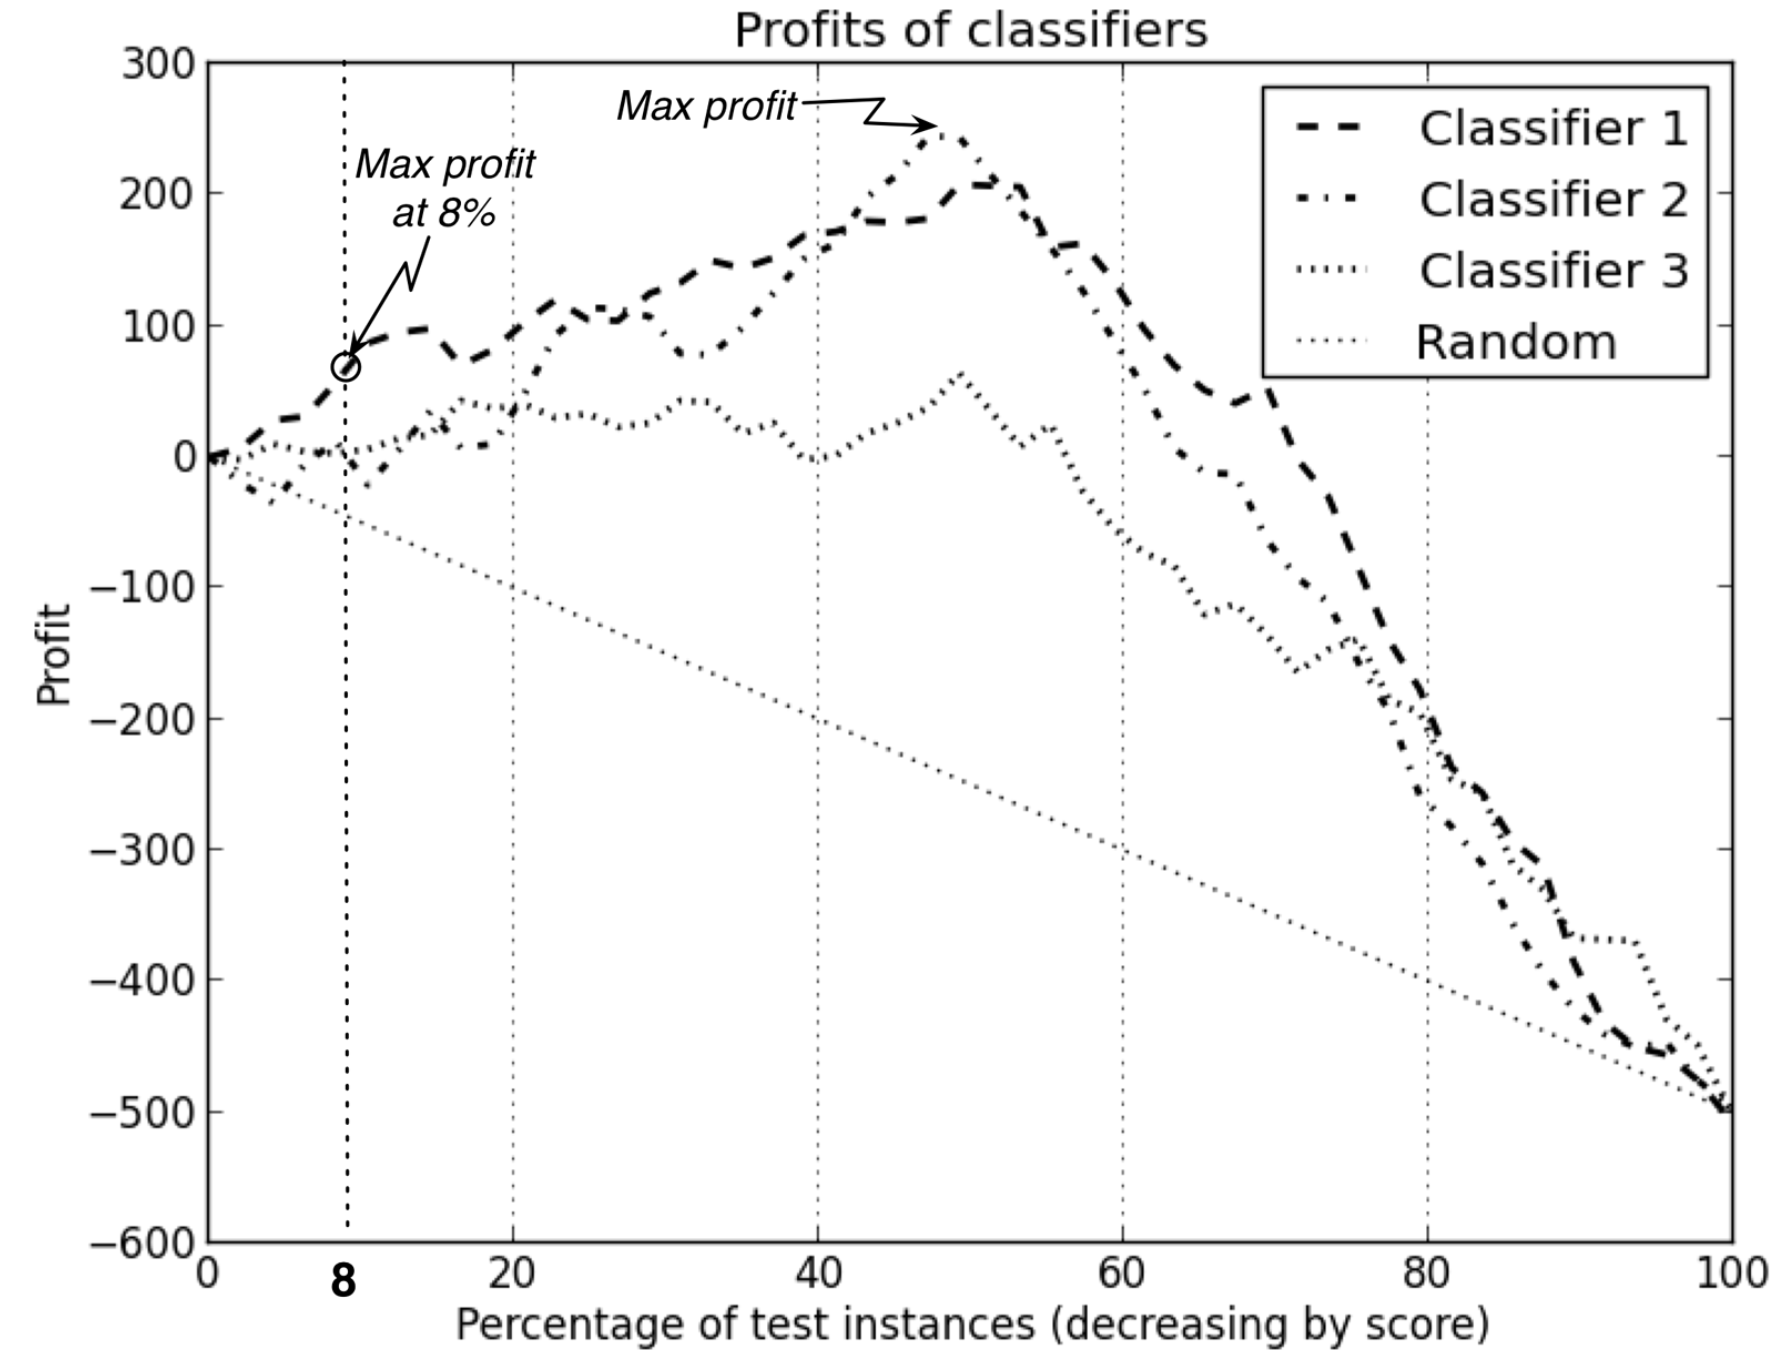 Profits of classifiers
300
200
100
0
−100
−200
−300
−400
−500
−600
Profit
Max profit
Max profit
at 8%
Classifier 1
Classifier 2
Classifier 3
Random
0
8
20
40
60
80
100
Percentage of test instances (decreasing by score)